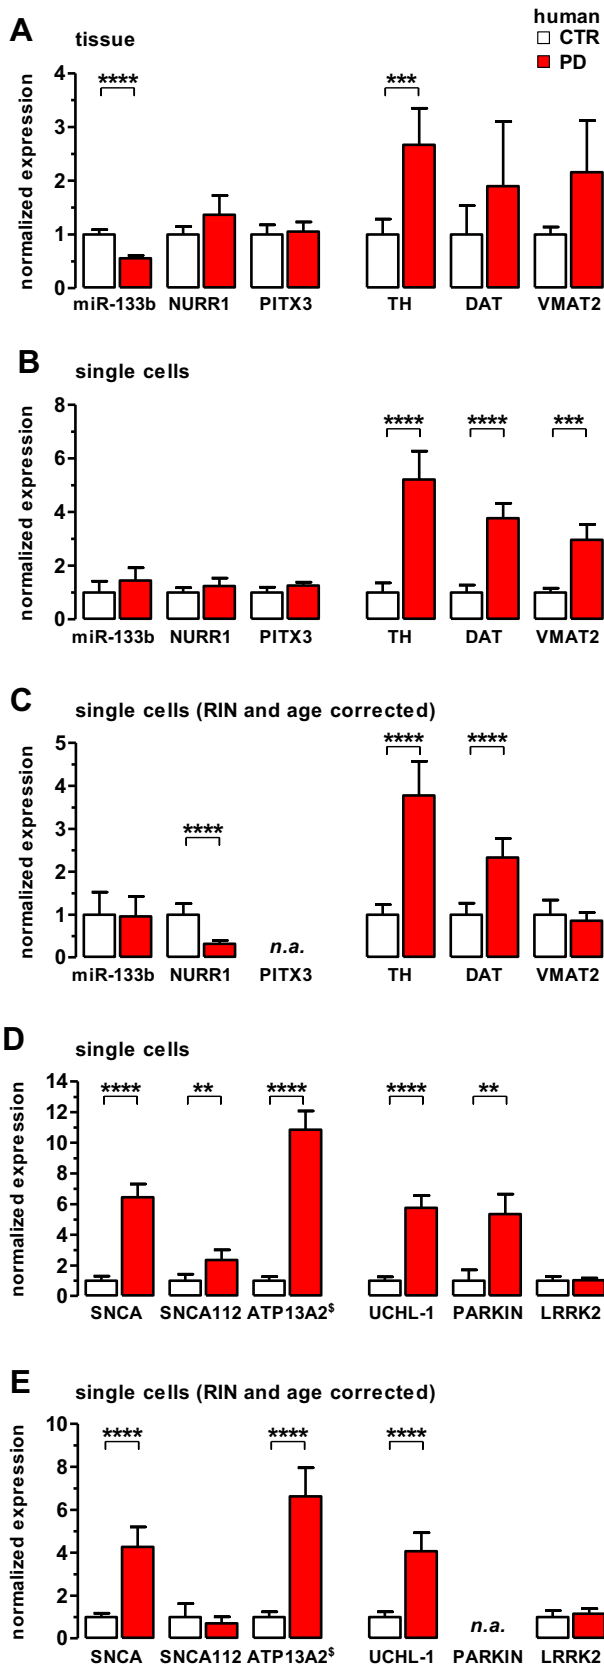 human
CTR
PD
A
tissue
normalized expression
4
3
2
1
0
****
***
miR-133b NURR1 PITX3 TH DAT VMAT2
B
single cells
normalized expression
8
6
4
2
0
**** **** ***
miR-133b NURR1 PITX3 TH DAT VMAT2
C
single cells (RIN and age corrected)
normalized expression
5
4
3
2
1
0
**** **** ****
n.a.
miR-133b NURR1 PITX3 TH DAT VMAT2
D
single cells
normalized expression
14
12
10
8
6
4
2
0
**** ** **** **** **
SNCA SNCA112 ATP13A2$ UCHL-1 PARKIN LRRK2
E
single cells (RIN and age corrected)
normalized expression
10
8
6
4
2
0
**** **** ****
n.a.
SNCA SNCA112 ATP13A2$ UCHL-1 PARKIN LRRK2